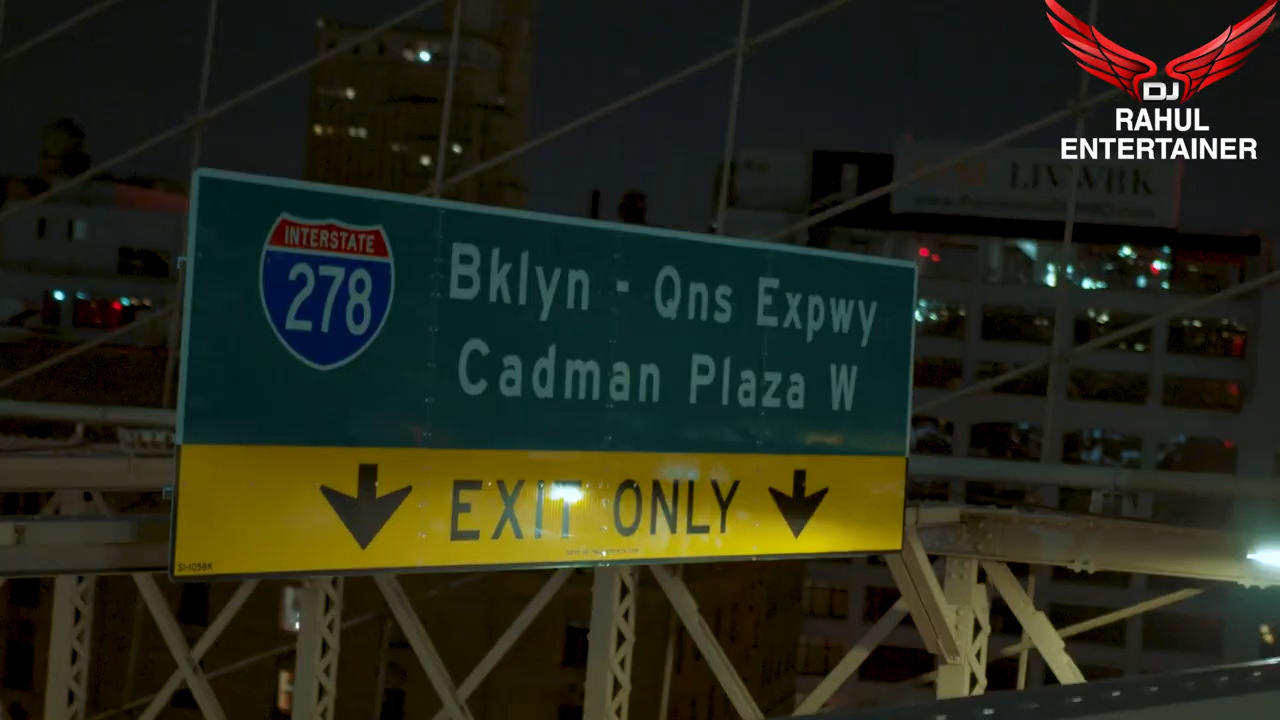 DJ
RAHUL
ENTERTAINER
INTERSTATE
278
Bklyn - Qns Expwy
Cadman Plaza W
EXIT ONLY